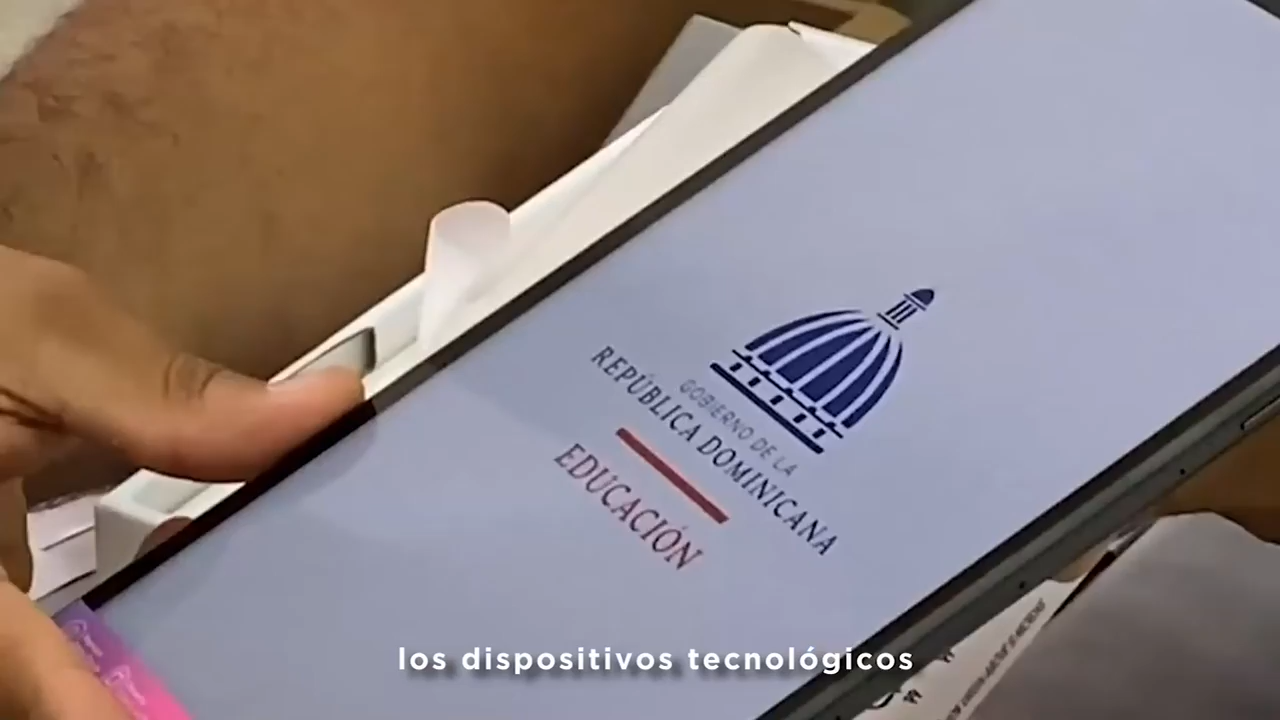 GOBIERNO DE LA
REPÚBLICA DOMINICANA
EDUCACIÓN
los dispositivos tecnológicos